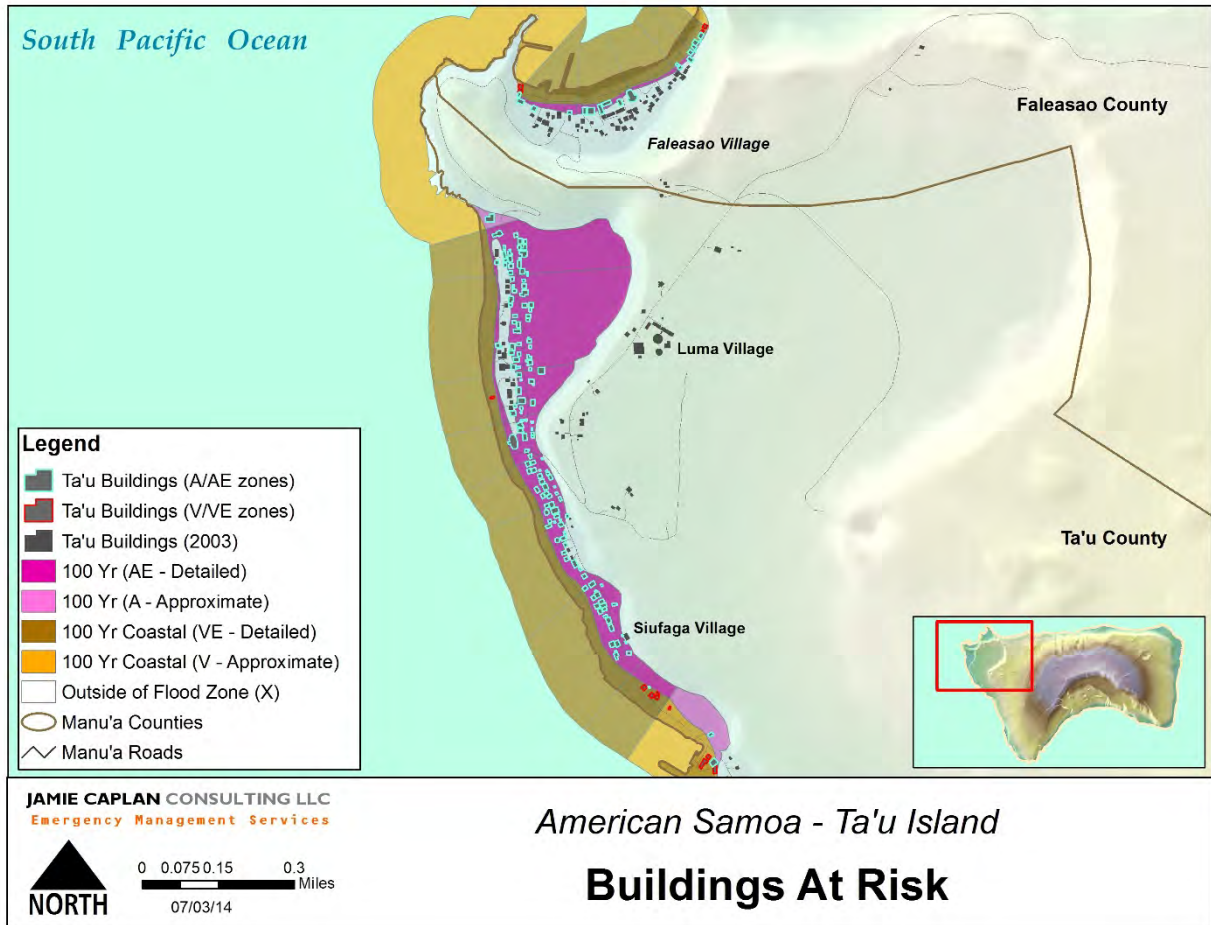 South Pacific Ocean
Faleasao County
Faleasao Village
Luma Village
Ta'u County
Siufaga Village
Legend
Ta'u Buildings (A/AE zones)
Ta'u Buildings (V/VE zones)
Ta'u Buildings (2003)
100 Yr (AE - Detailed)
100 Yr (A - Approximate)
100 Yr Coastal (VE - Detailed)
100 Yr Coastal (V - Approximate)
Outside of Flood Zone (X)
Manu'a Counties
Manu'a Roads
JAMIE CAPLAN CONSULTING LLC
Emergency Management Services
NORTH
0 0.075 0.15 0.3
Miles
07/03/14
American Samoa - Ta'u Island
Buildings At Risk